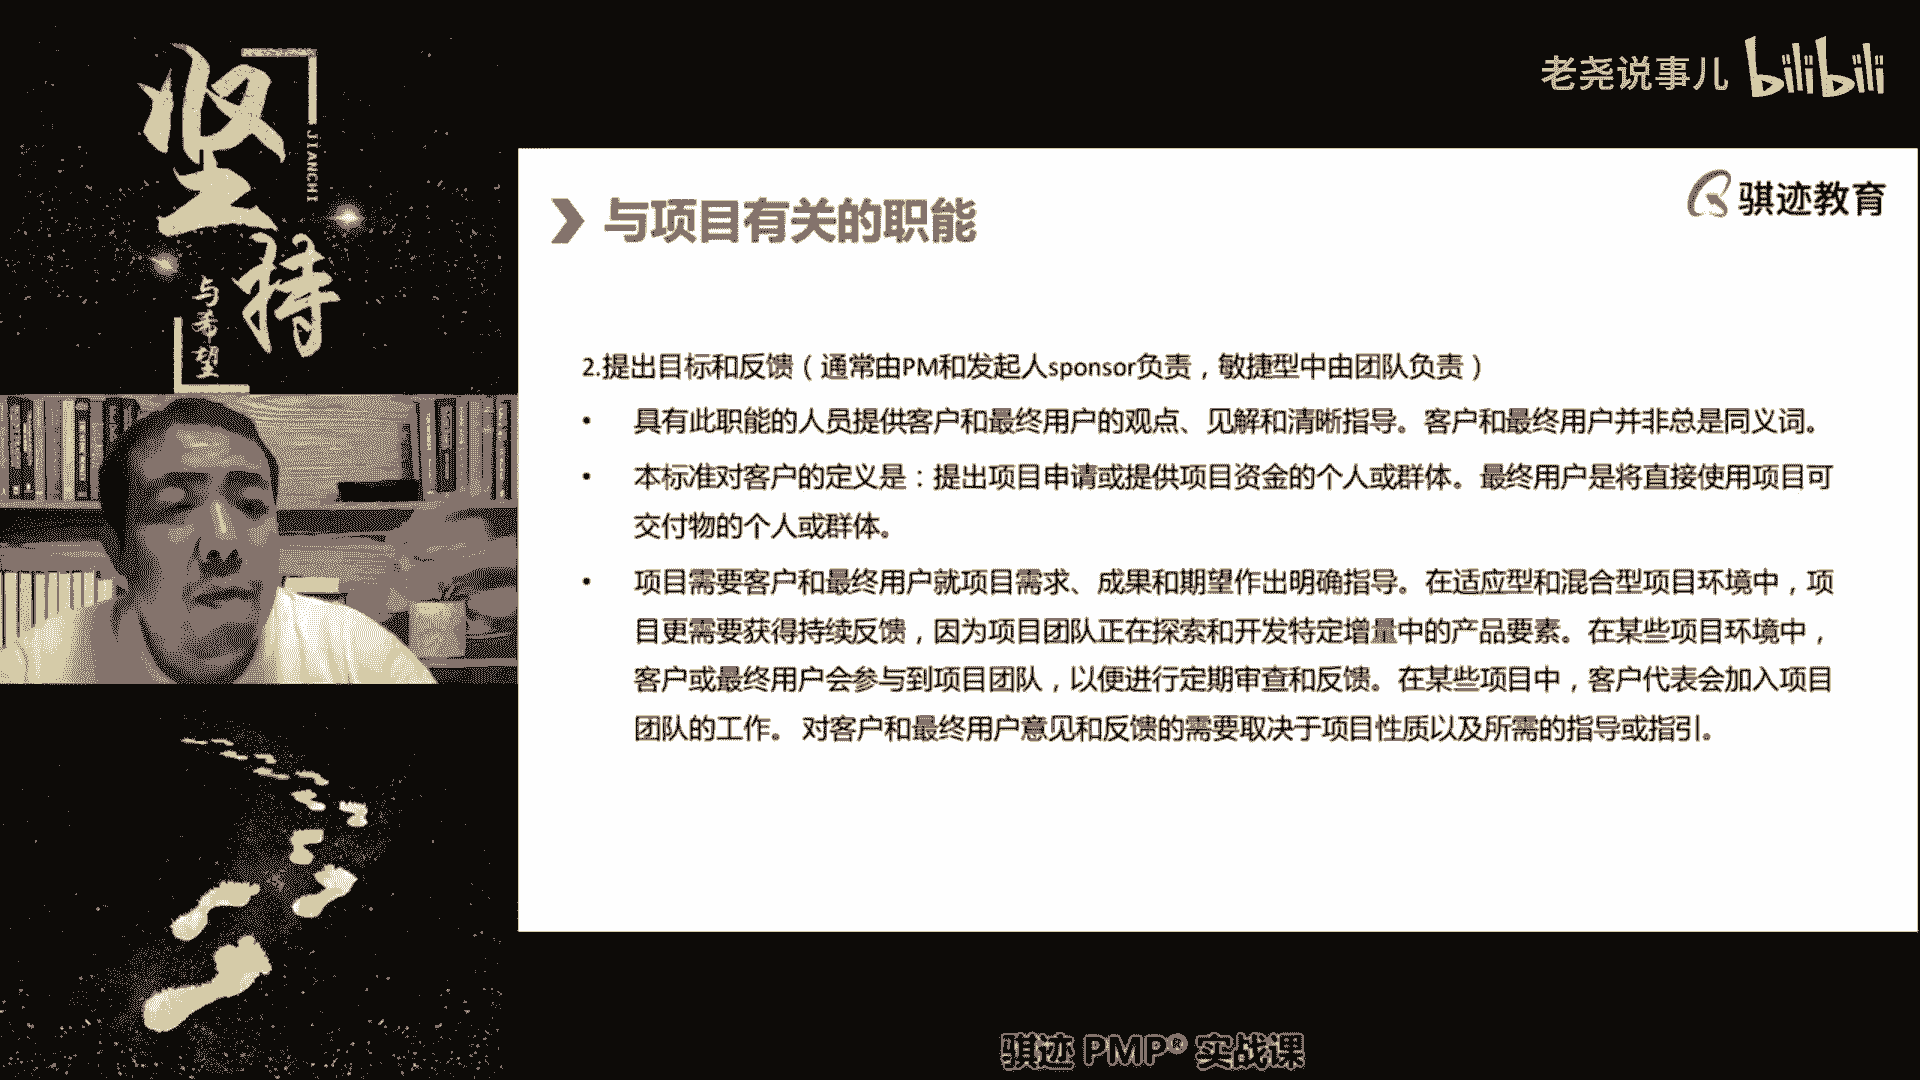 坚持
JIANCHI
与希望
老尧说事儿 bilibili
骐迹教育
与项目有关的职能
2.提出目标和反馈（通常由PM和发起人sponsor负责，敏捷型中由团队负责）
• 具有此职能的人员提供客户和最终用户的观点、见解和清晰指导。客户和最终用户并非总是同义词。
• 本标准对客户的定义是：提出项目申请或提供项目资金的个人或群体。最终用户是将直接使用项目可
交付物的个人或群体。
• 项目需要客户和最终用户就项目需求、成果和期望作出明确指导。在适应型和混合型项目环境中，项
目更需要获得持续反馈，因为项目团队正在探索和开发特定增量中的产品要素。在某些项目环境中，
客户或最终用户会参与到项目团队，以便进行定期审查和反馈。在某些项目中，客户代表会加入项目
团队的工作。 对客户和最终用户意见和反馈的需要取决于项目性质以及所需的指导或指引。
骐迹 PMP® 实战课